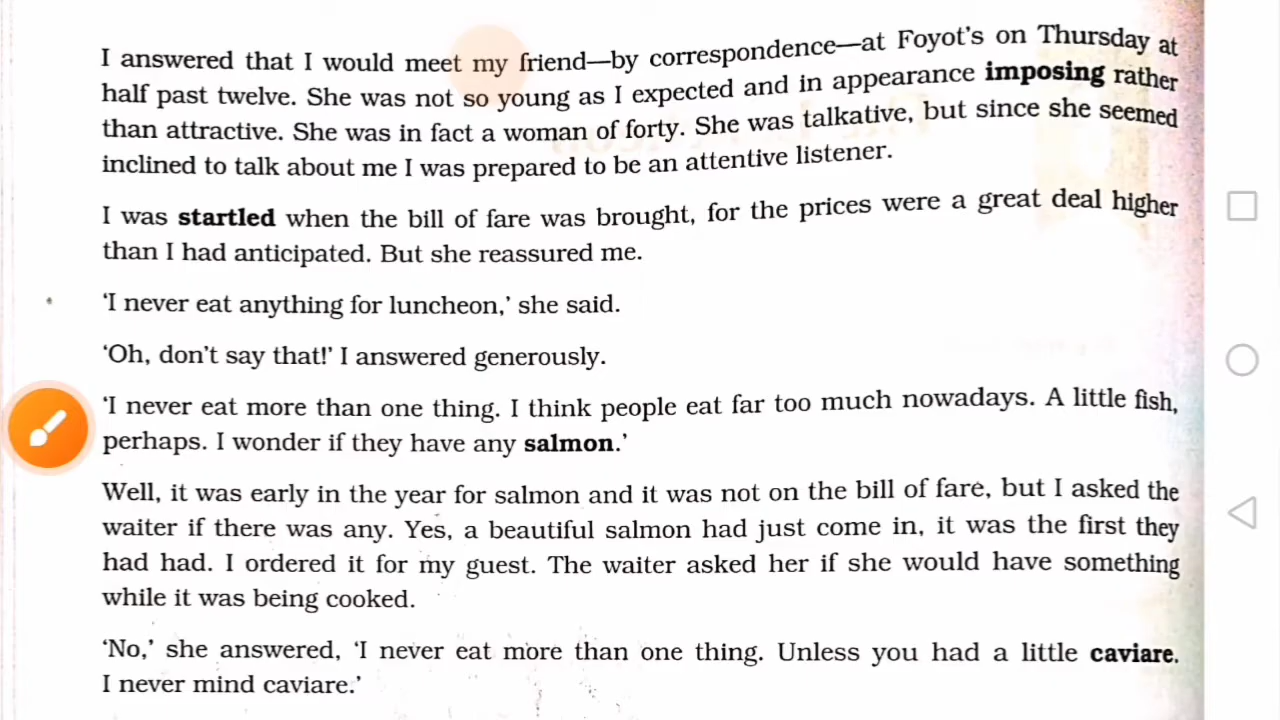 I answered that I would meet my friend—by correspondence—at Foyot's on Thursday at
half past twelve. She was not so young as I expected and in appearance imposing rather
than attractive. She was in fact a woman of forty. She was talkative, but since she seemed
inclined to talk about me I was prepared to be an attentive listener.
I was startled when the bill of fare was brought, for the prices were a great deal higher
than I had anticipated. But she reassured me.
'I never eat anything for luncheon,' she said.
'Oh, don't say that!' I answered generously.
'I never eat more than one thing. I think people eat far too much nowadays. A little fish,
perhaps. I wonder if they have any salmon.'
Well, it was early in the year for salmon and it was not on the bill of fare, but I asked the
waiter if there was any. Yes, a beautiful salmon had just come in, it was the first they
had had. I ordered it for my guest. The waiter asked her if she would have something
while it was being cooked.
'No,' she answered, 'I never eat more than one thing. Unless you had a little caviare.
I never mind caviare.'